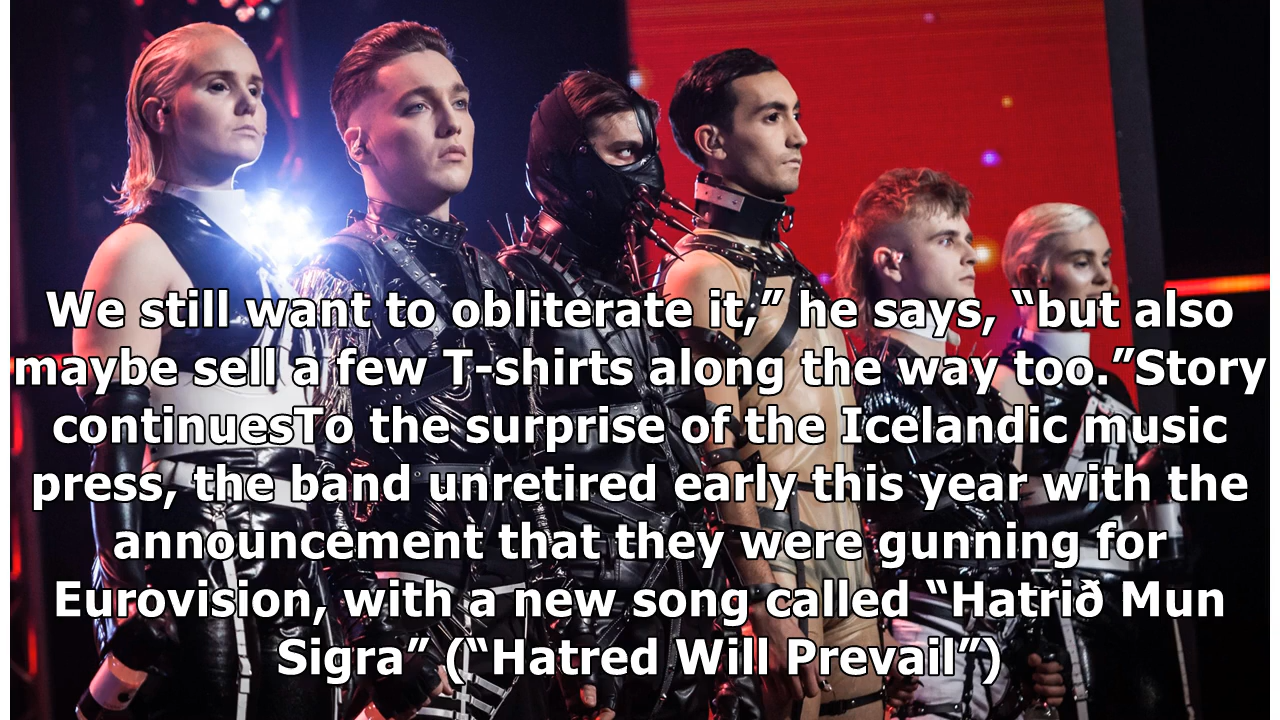 We still want to obliterate it,” he says, “but also
maybe sell a few T-shirts along the way too.”Story
continuesTo the surprise of the Icelandic music
press, the band unretired early this year with the
announcement that they were gunning for
Eurovision, with a new song called “Hatrið Mun
Sigra” (“Hatred Will Prevail”)